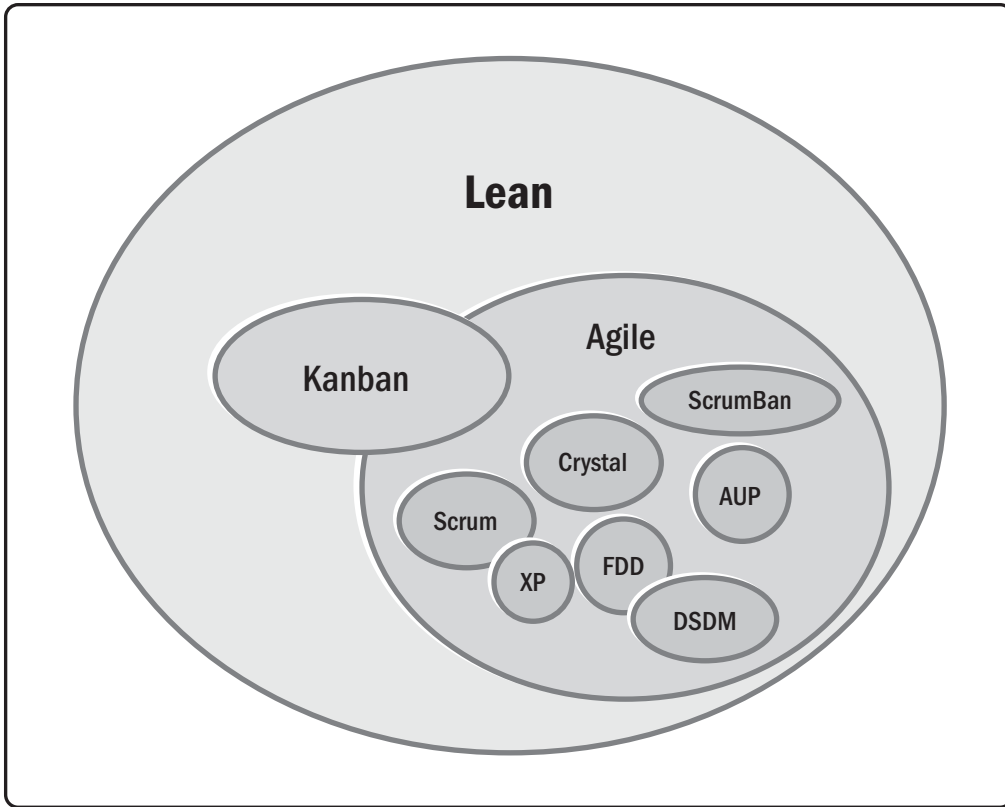 Lean
Agile
Kanban
ScrumBan
Crystal
AUP
Scrum
FDD
XP
DSDM